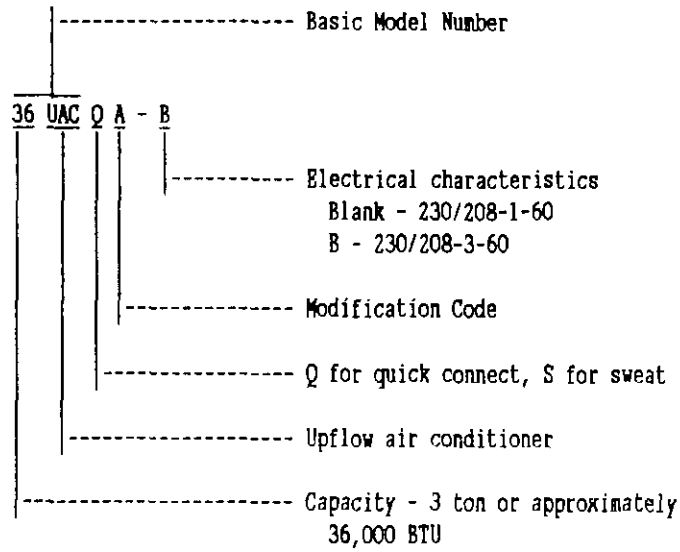 Basic Model Number
36 UAC Q A - B
Electrical characteristics
Blank - 230/208-1-60
B - 230/208-3-60
Modification Code
Q for quick connect, S for sweat
Upflow air conditioner
Capacity - 3 ton or approximately
36,000 BTU